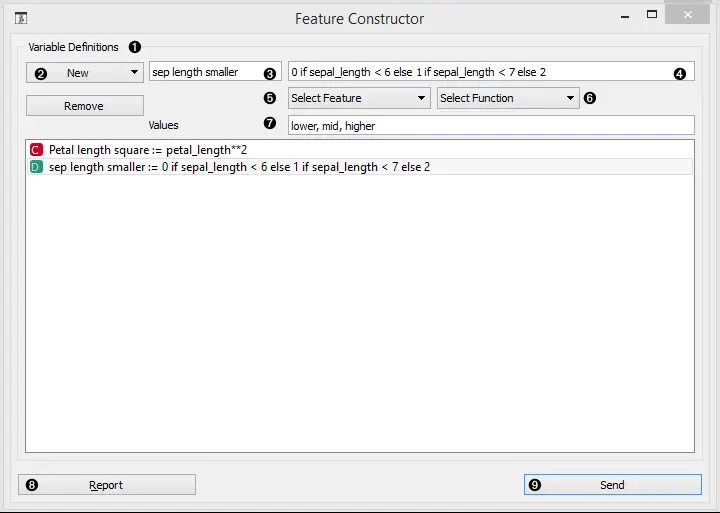 Feature Constructor
Variable Definitions 1
2 New sep length smaller 3 0 if sepal_length < 6 else 1 if sepal_length < 7 else 2 4
5 Select Feature Select Function 6
Remove
Values 7 lower, mid, higher
C Petal length square := petal_length**2
D sep length smaller := 0 if sepal_length < 6 else 1 if sepal_length < 7 else 2
8 Report 9 Send